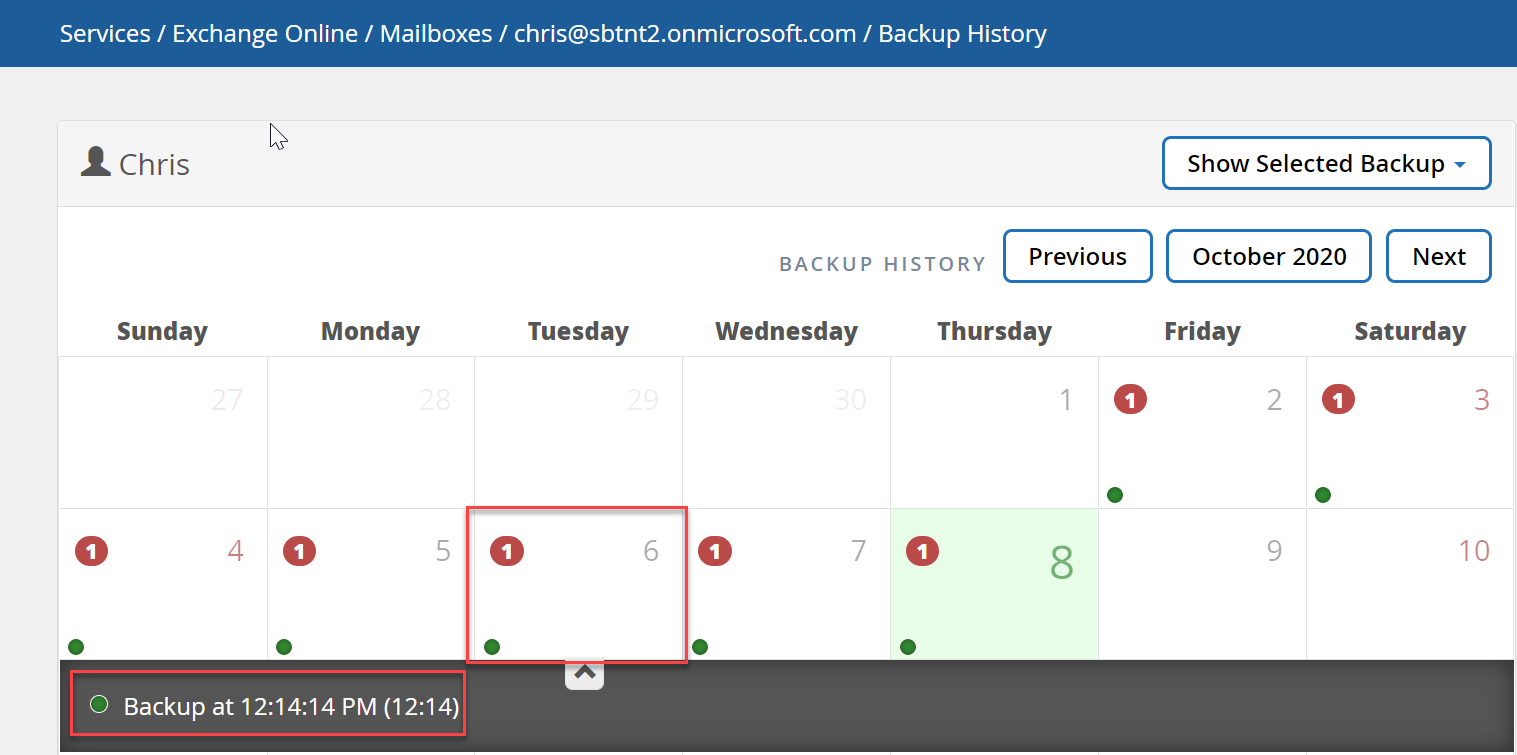 Services / Exchange Online / Mailboxes / chris@sbtnt2.onmicrosoft.com / Backup History
Chris
Show Selected Backup
BACKUP HISTORY Previous October 2020 Next
Sunday Monday Tuesday Wednesday Thursday Friday Saturday
27 28 29 30 1 1 2 1 3
1 4 1 5 1 6 1 7 1 8 9 10
Backup at 12:14:14 PM (12:14)